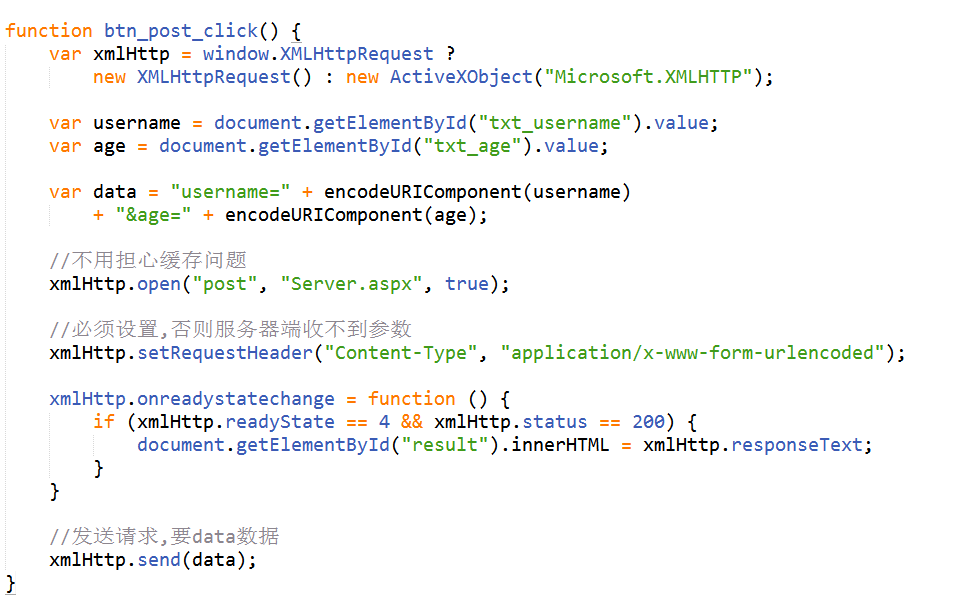 function btn_post_click() {
var xmlHttp = window.XMLHttpRequest ?
new XMLHttpRequest() : new ActiveXObject("Microsoft.XMLHTTP");
var username = document.getElementById("txt_username").value;
var age = document.getElementById("txt_age").value;
var data = "username=" + encodeURIComponent(username)
+ "&age=" + encodeURIComponent(age);
//不用担心缓存问题
xmlHttp.open("post", "Server.aspx", true);
//必须设置,否则服务器端收不到参数
xmlHttp.setRequestHeader("Content-Type", "application/x-www-form-urlencoded");
xmlHttp.onreadystatechange = function () {
if (xmlHttp.readyState == 4 && xmlHttp.status == 200) {
document.getElementById("result").innerHTML = xmlHttp.responseText;
}
}
//发送请求,要data数据
xmlHttp.send(data);
}